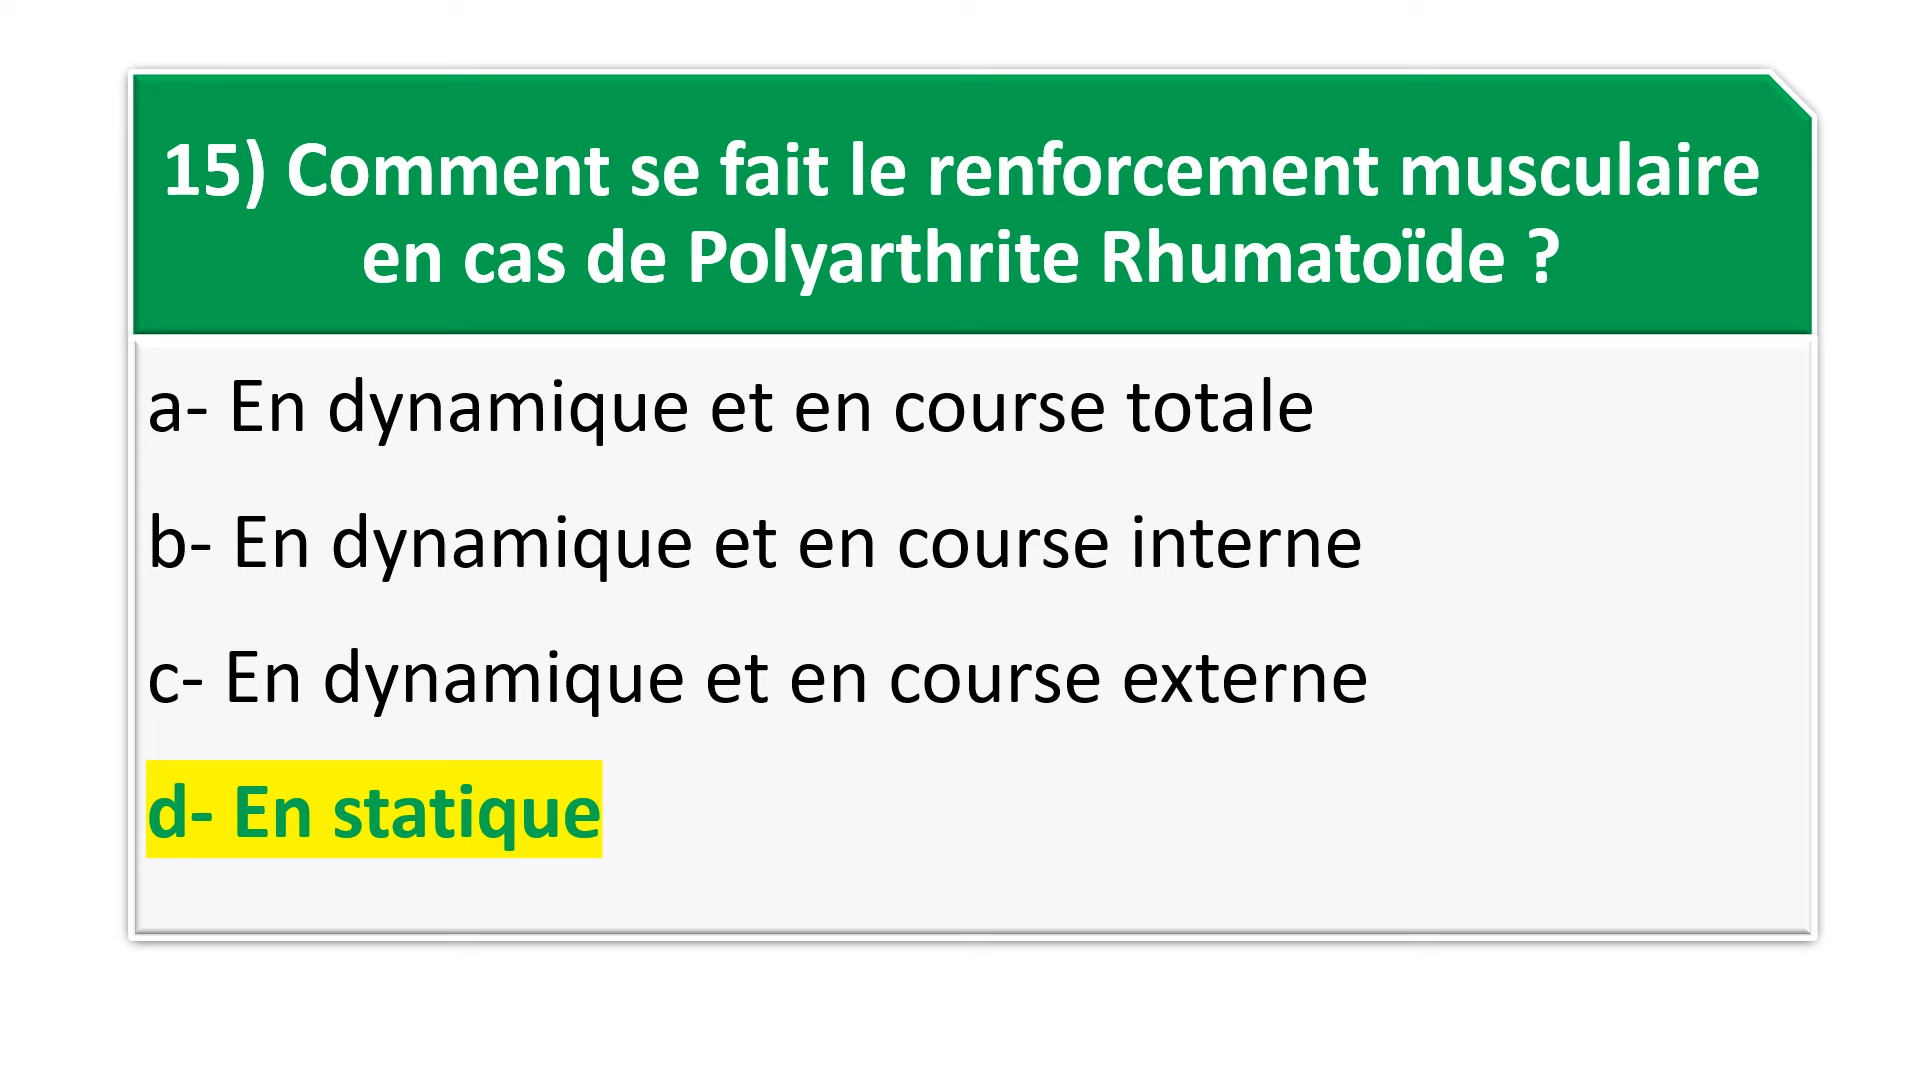 15) Comment se fait le renforcement musculaire
en cas de Polyarthrite Rhumatoïde ?
a- En dynamique et en course totale
b- En dynamique et en course interne
c- En dynamique et en course externe
d- En statique